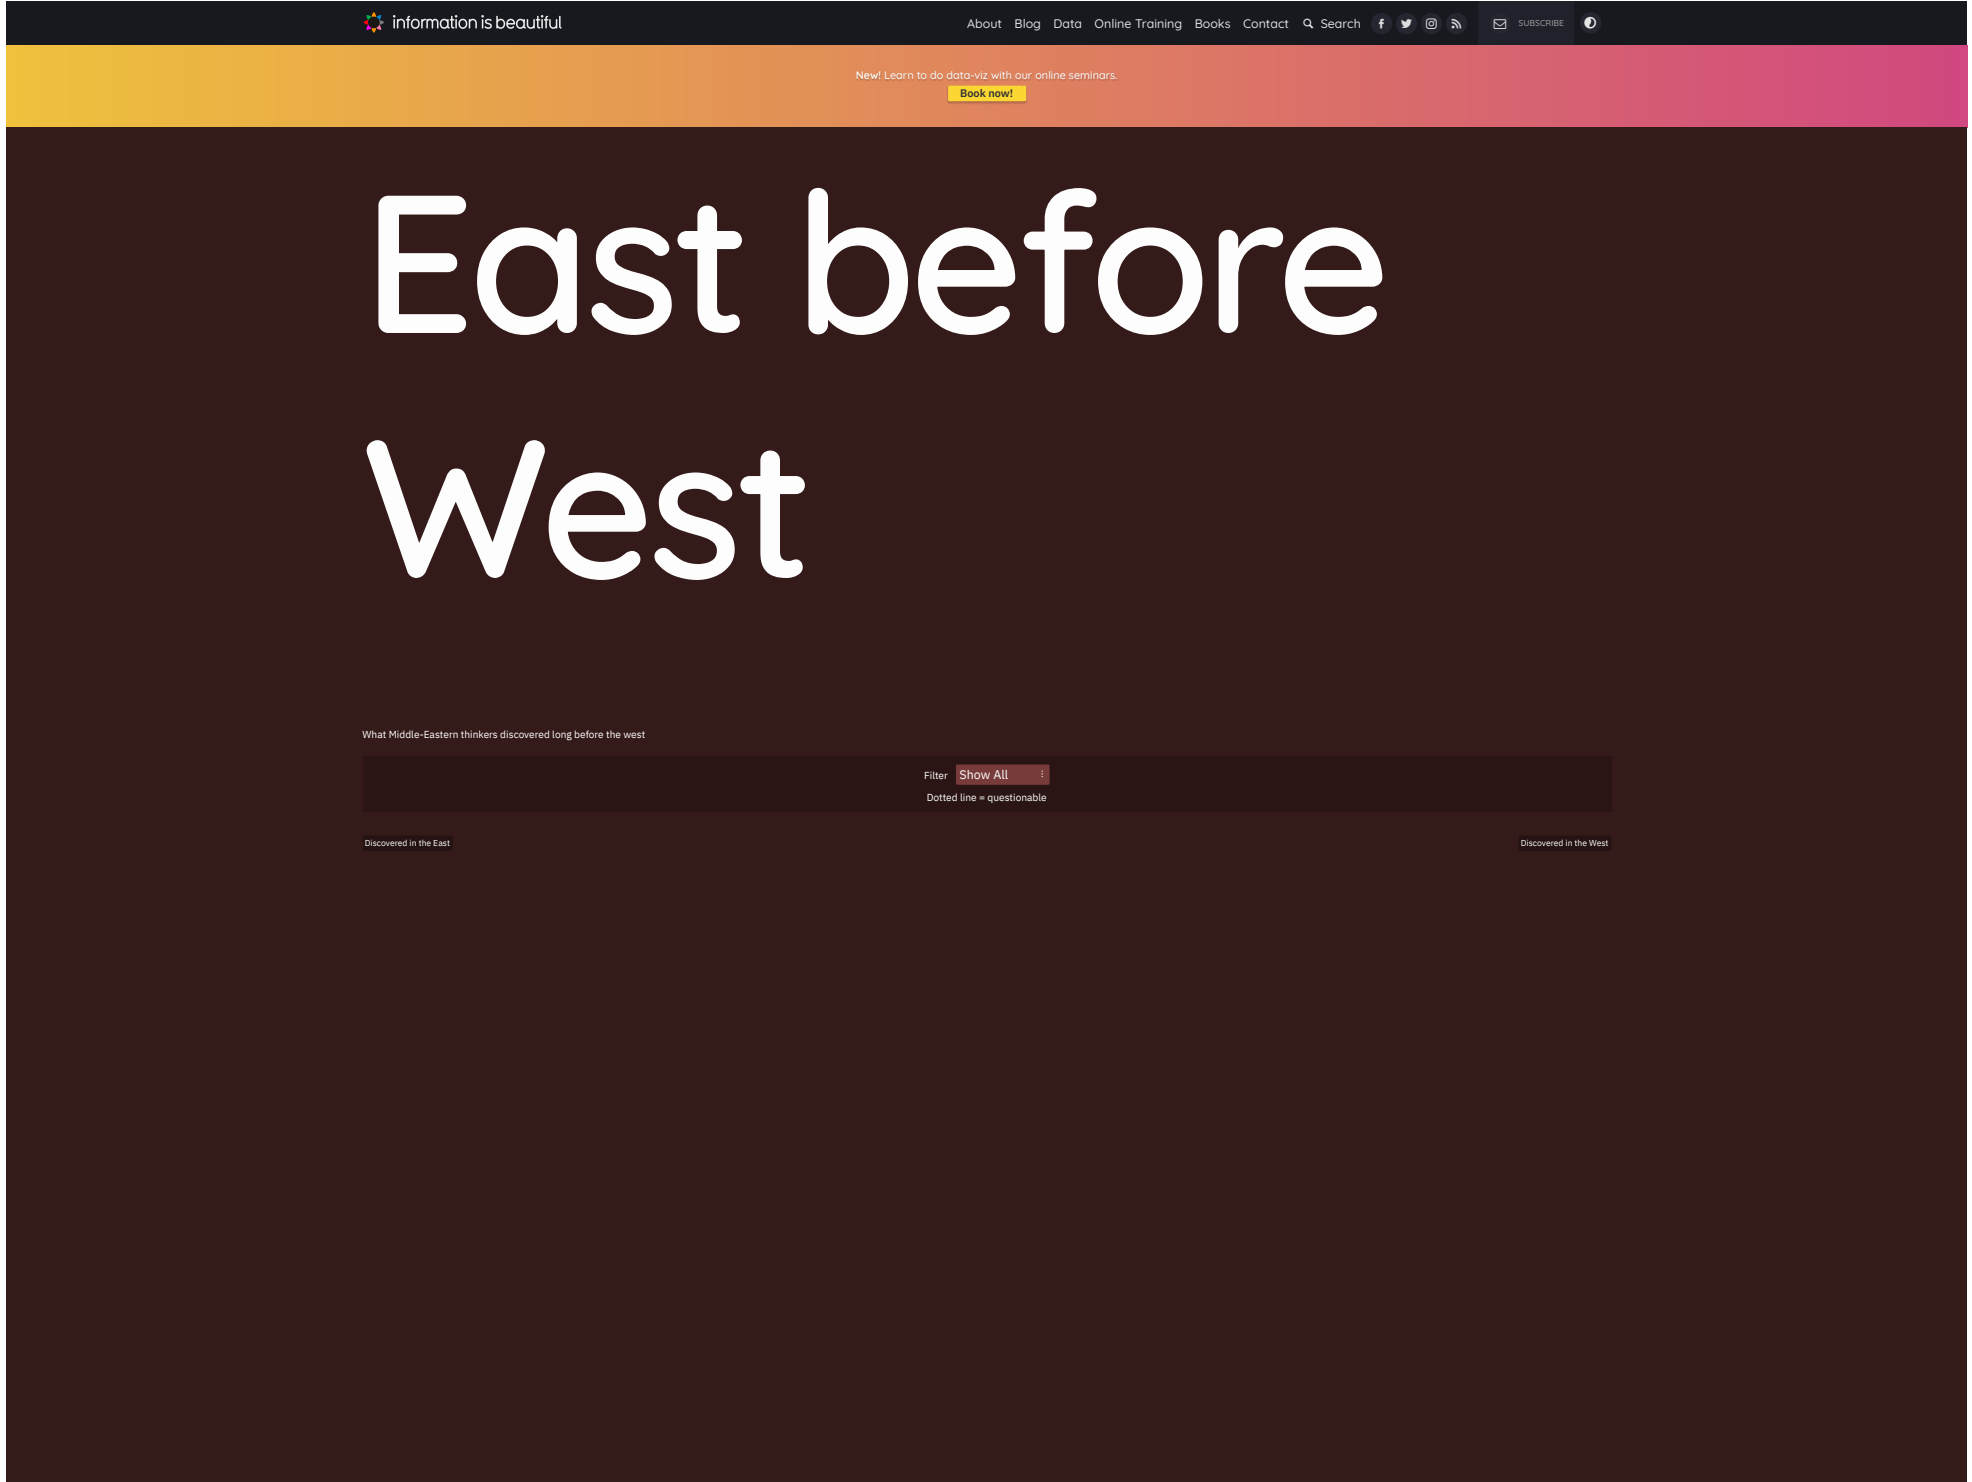 information is beautiful
About Blog Data Online Training Books Contact Search SUBSCRIBE
New! Learn to do data-viz with our online seminars.
Book now!
East before
West
What Middle-Eastern thinkers discovered long before the west
Filter Show All
Dotted line = questionable
Discovered in the East Discovered in the West